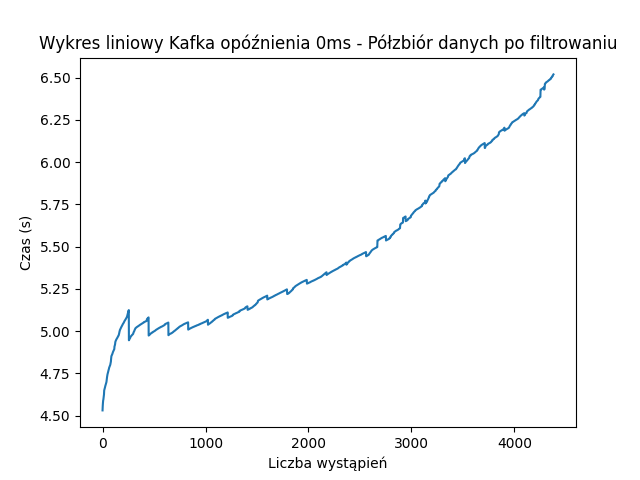 Wykres liniowy Kafka opóźnienia 0ms - Półzbiór danych po filtrowaniu
6.50
6.25
6.00
5.75
5.50
5.25
5.00
4.75
4.50
Czas (s)
0 1000 2000 3000 4000
Liczba wystąpień